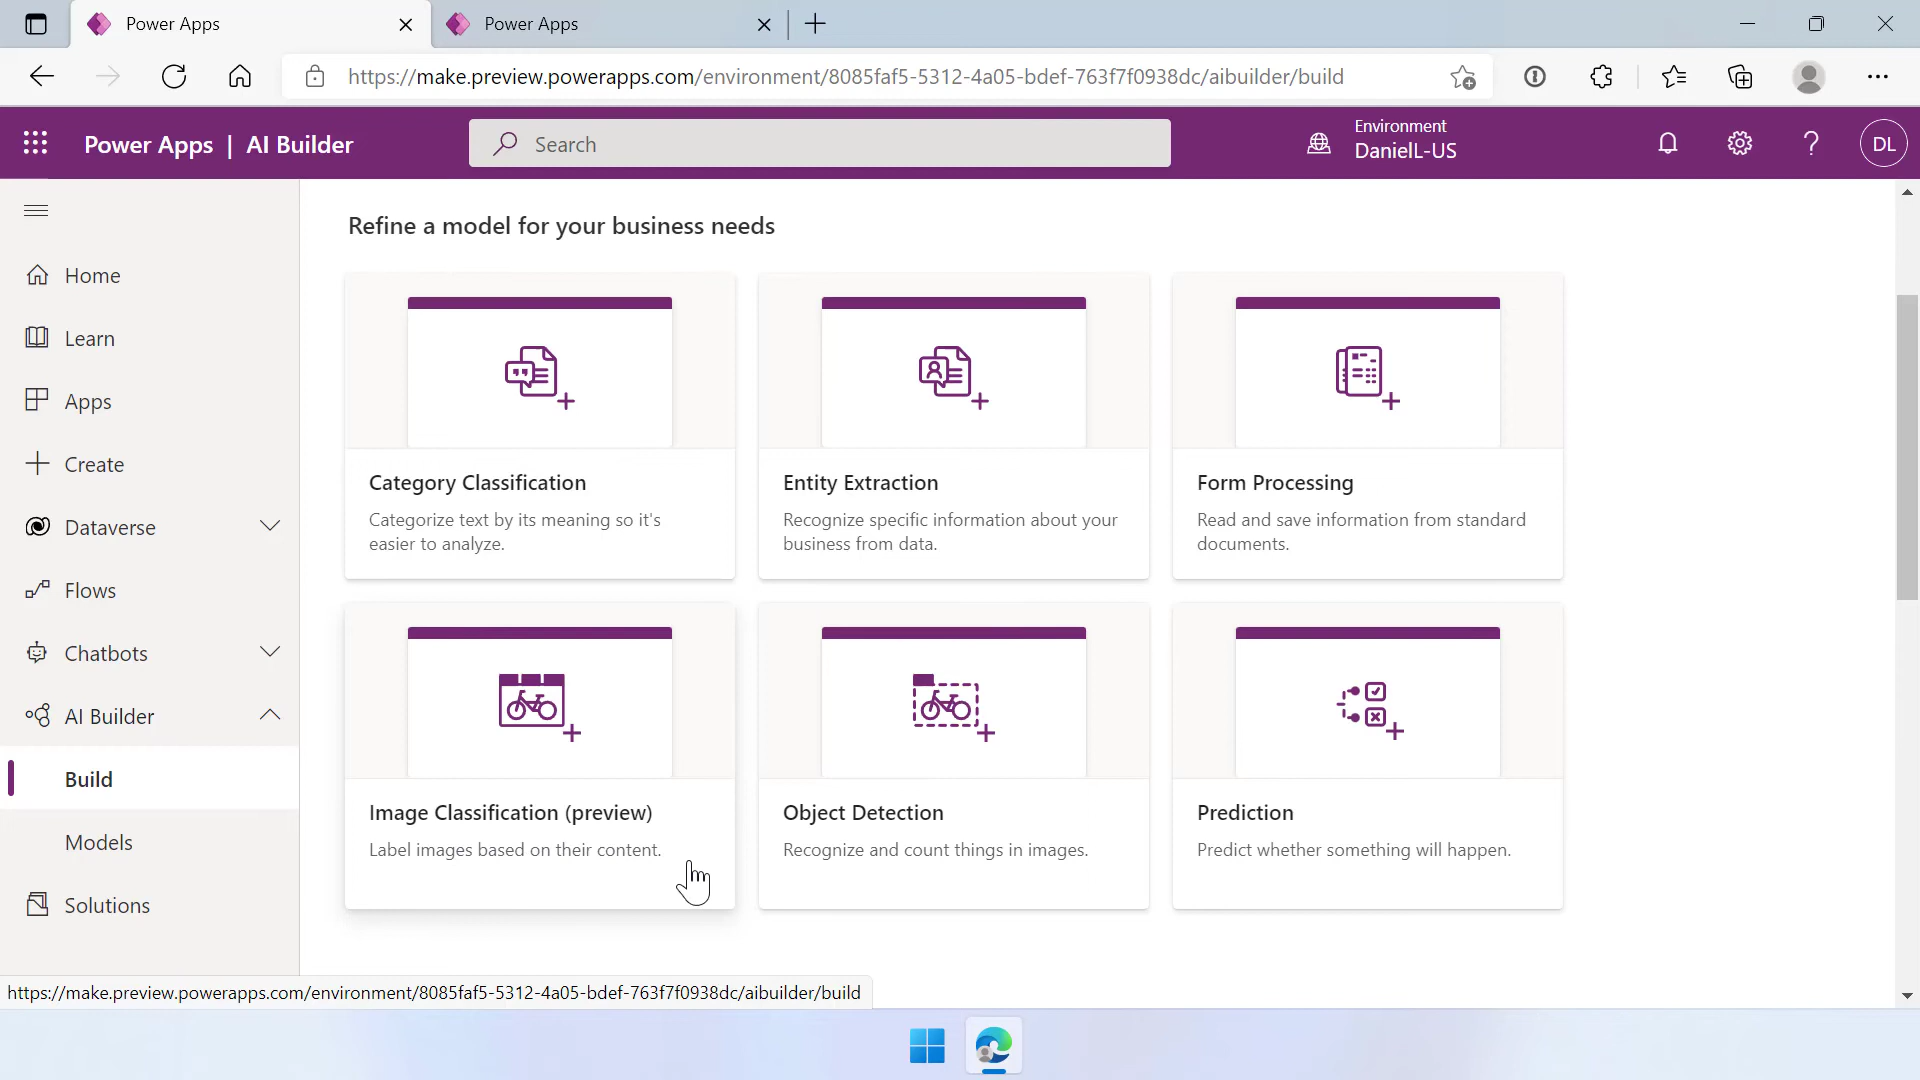 Power Apps
Power Apps
https://make.preview.powerapps.com/environment/8085faf5-5312-4a05-bdef-763f7f0938dc/aibuilder/build
Power Apps | AI Builder
Search
Environment
DanielL-US
DL
Home
Learn
Apps
Create
Dataverse
Flows
Chatbots
AI Builder
Build
Models
Solutions
Refine a model for your business needs
Category Classification
Categorize text by its meaning so it's
easier to analyze.
Entity Extraction
Recognize specific information about your
business from data.
Form Processing
Read and save information from standard
documents.
Image Classification (preview)
Label images based on their content.
Object Detection
Recognize and count things in images.
Prediction
Predict whether something will happen.
https://make.preview.powerapps.com/environment/8085faf5-5312-4a05-bdef-763f7f0938dc/aibuilder/build